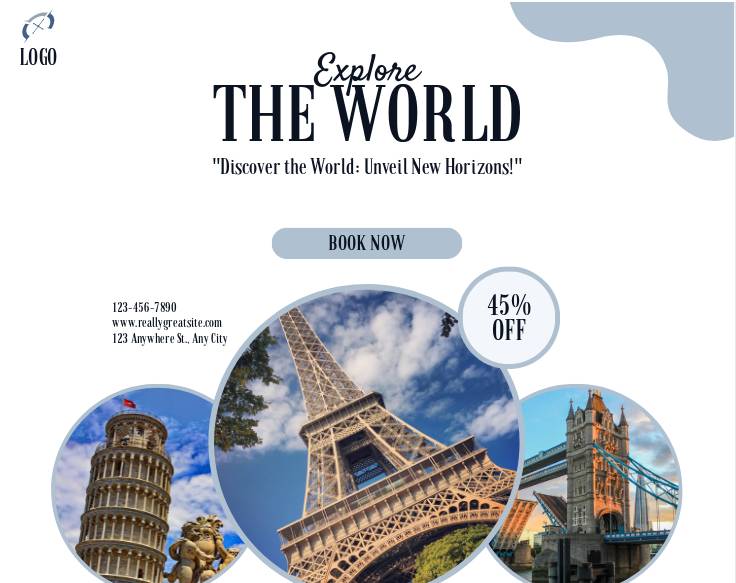 LOGO
Explore
THE WORLD
"Discover the World: Unveil New Horizons!"
BOOK NOW
45%
OFF
123-456-7890
www.reallygreatsite.com
123 Anywhere St., Any City